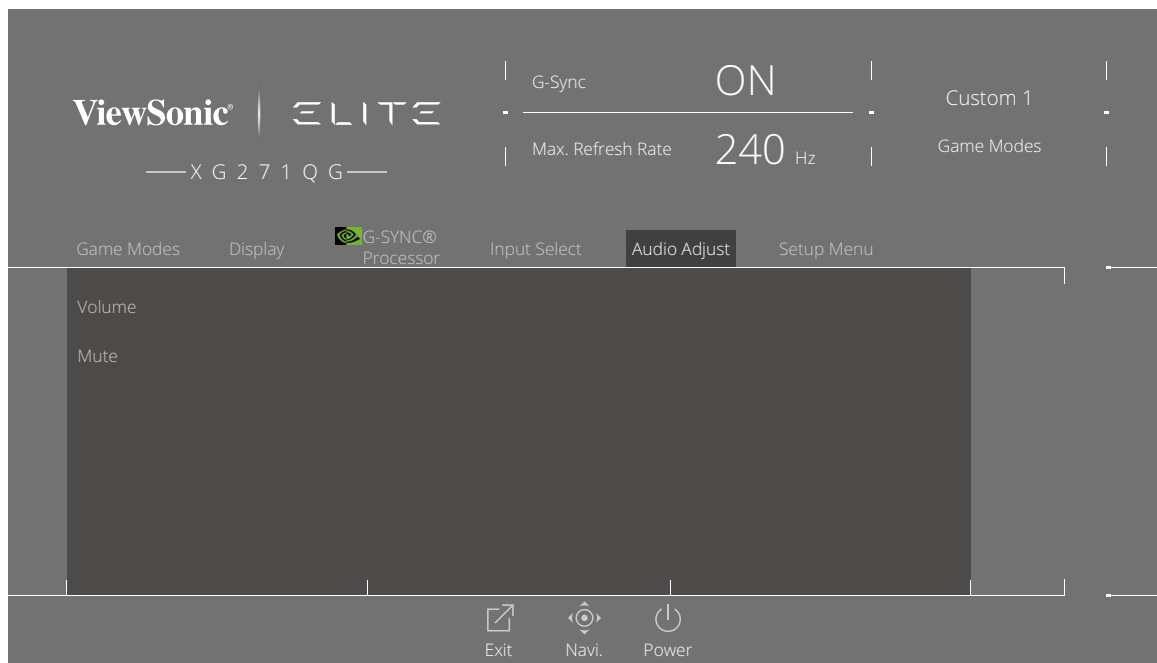 ViewSonic® ELITE
XG271QG
G-Sync ON
Max. Refresh Rate 240 Hz
Custom 1
Game Modes
Game Modes Display G-SYNC® Processor Input Select Audio Adjust Setup Menu
Volume
Mute
Exit Navi. Power